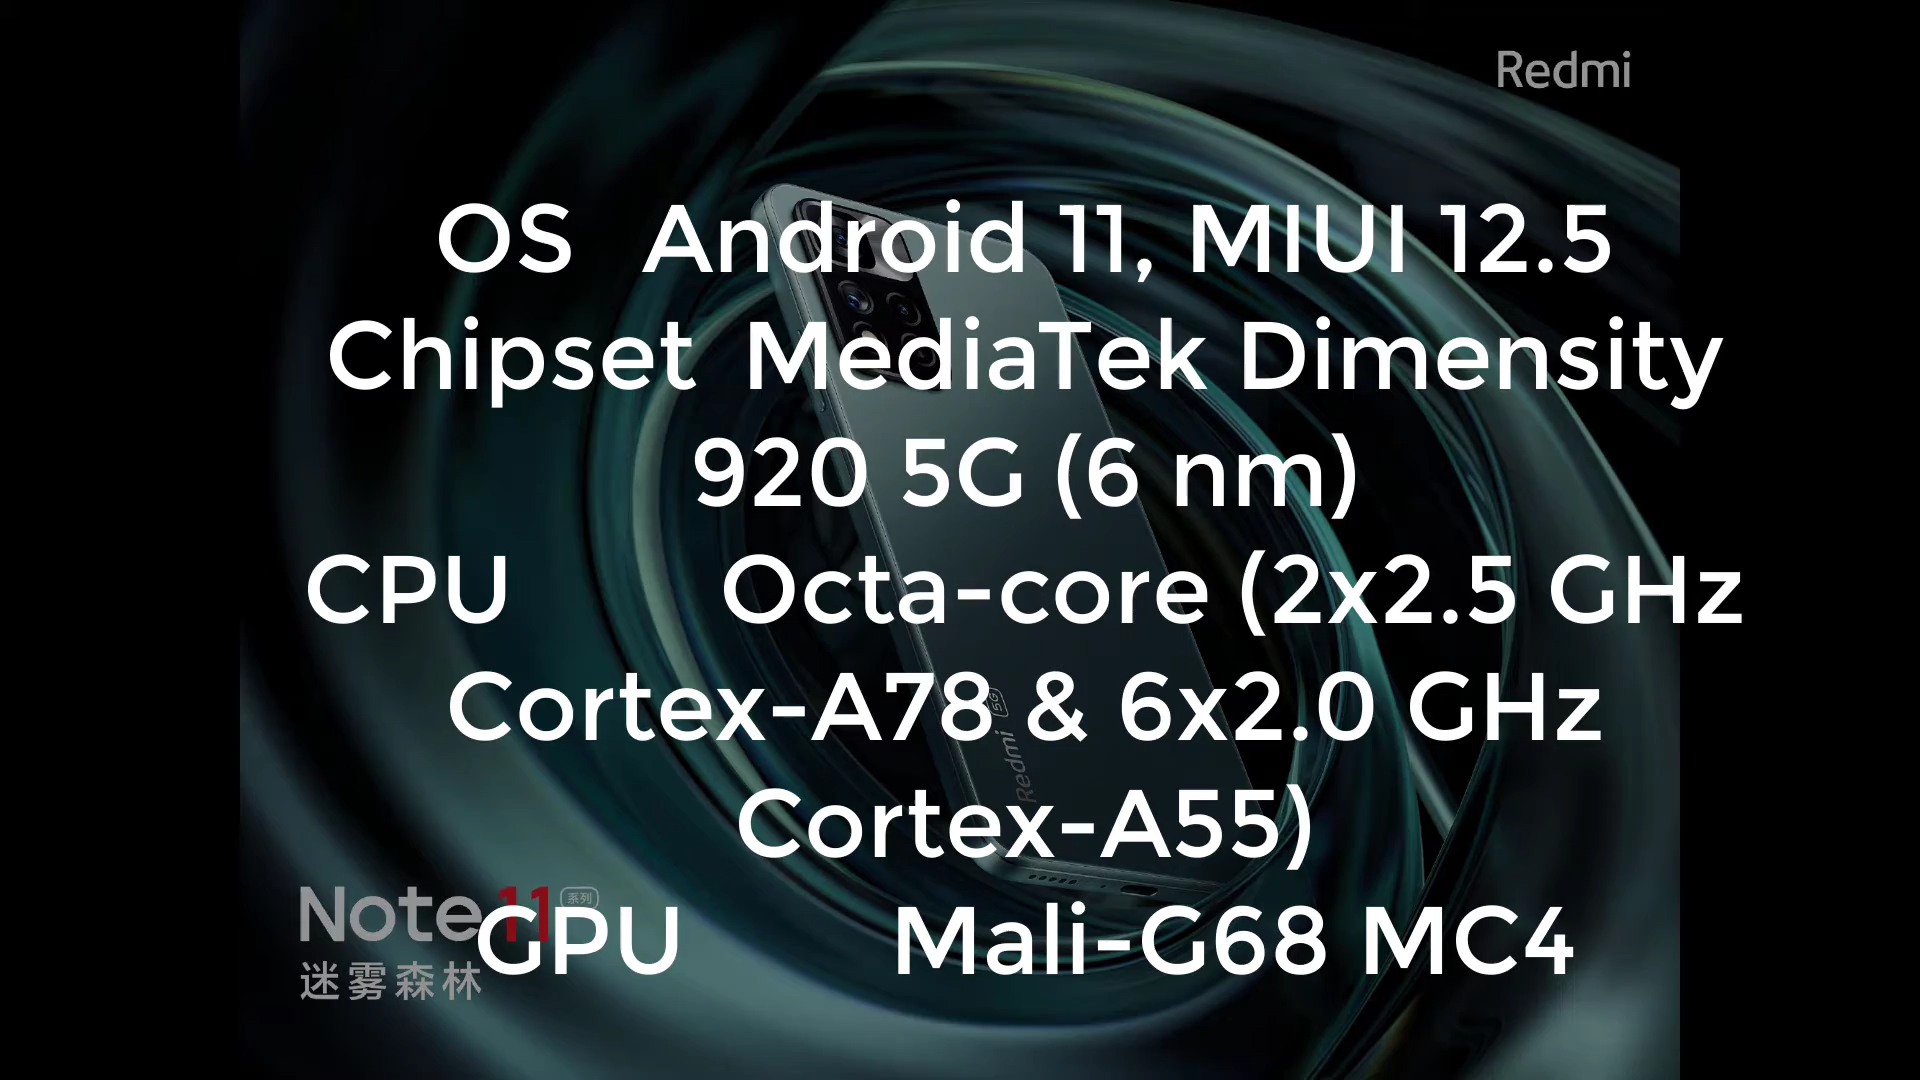 Redmi
OS Android 11, MIUI 12.5
Chipset MediaTek Dimensity
920 5G (6 nm)
CPU Octa-core (2x2.5 GHz
Cortex-A78 & 6x2.0 GHz
Cortex-A55)
GPU Mali-G68 MC4
Redmi 5G
Note 11 系列
迷雾森林